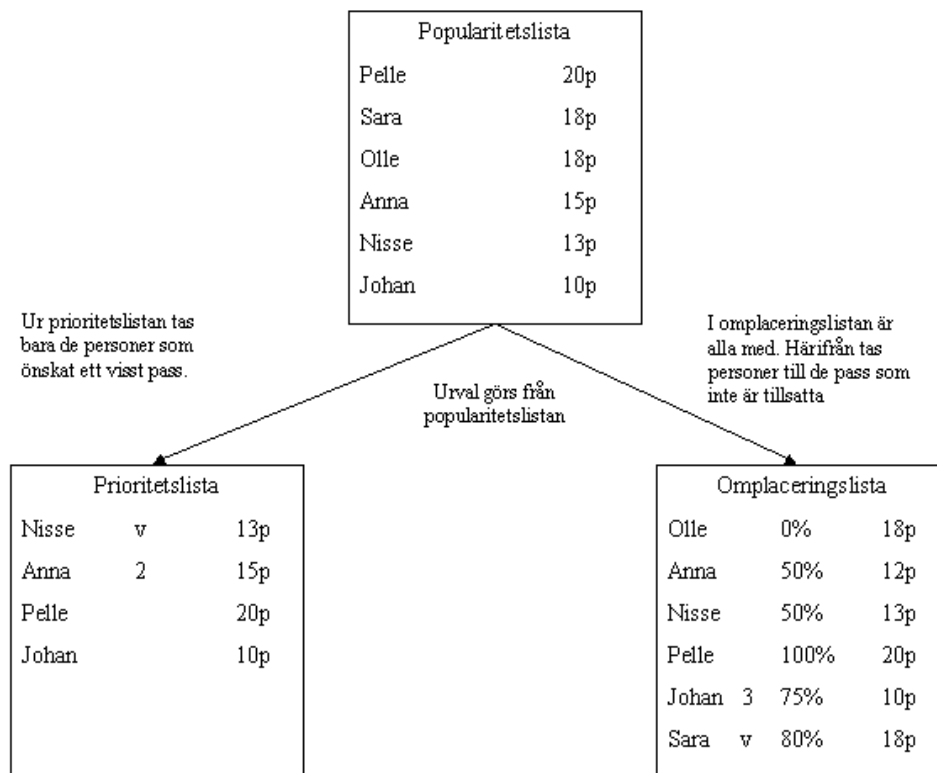 Popularitetslista
Pelle 20p
Sara 18p
Olle 18p
Anna 15p
Nisse 13p
Johan 10p
Ur prioritetslistan tas
bara de personer som
önskat ett visst pass.
Urval görs från
popularitetslistan
I omplaceringslistan är
alla med. Härifrån tas
personer till de pass som
inte är tillsatta
Prioritetslista
Nisse v 13p
Anna 2 15p
Pelle 20p
Johan 10p
Omplaceringslista
Olle 0% 18p
Anna 50% 12p
Nisse 50% 13p
Pelle 100% 20p
Johan 3 75% 10p
Sara v 80% 18p